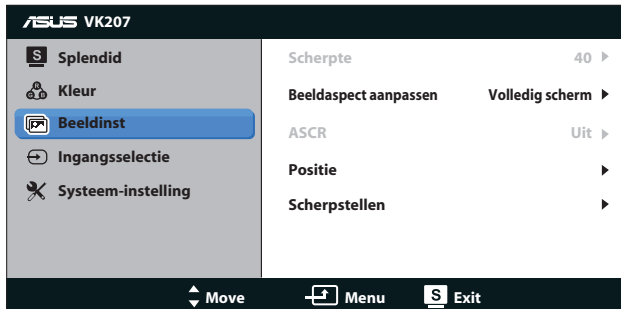 ASUS VK207
S Splendid
Kleur
Beeldinst
Ingangsselectie
Systeem-instelling
Scherpte 40
Beeldaspect aanpassen Volledig scherm
ASCR Uit
Positie
Scherpstellen
Move Menu S Exit